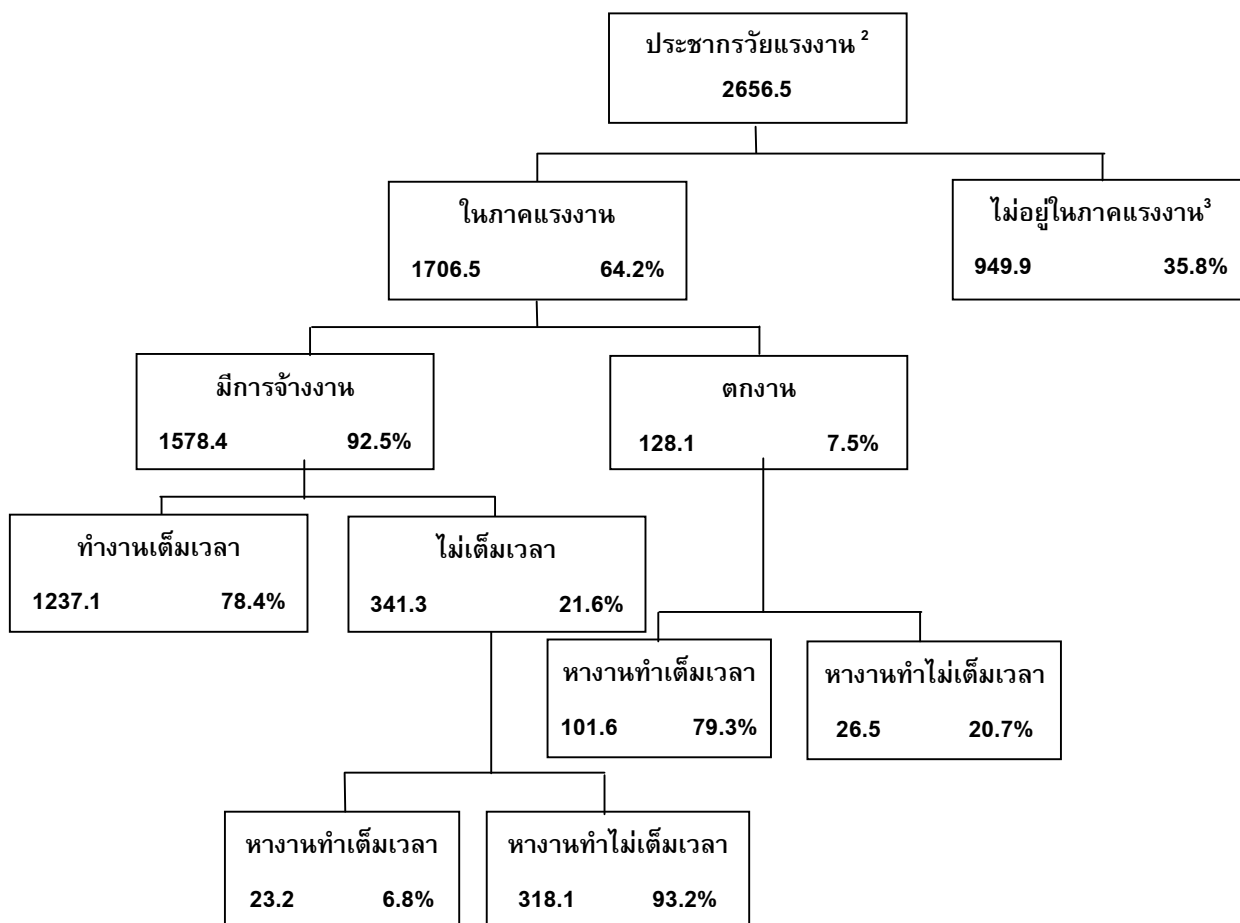 ประชากรวัยแรงงาน ²
2656.5
ในภาคแรงงาน
1706.5 64.2%
ไม่อยู่ในภาคแรงงาน³
949.9 35.8%
มีการจ้างงาน
1578.4 92.5%
ตกงาน
128.1 7.5%
ทำงานเต็มเวลา
1237.1 78.4%
ไม่เต็มเวลา
341.3 21.6%
หางานทำเต็มเวลา
101.6 79.3%
หางานทำไม่เต็มเวลา
26.5 20.7%
หางานทำเต็มเวลา
23.2 6.8%
หางานทำไม่เต็มเวลา
318.1 93.2%